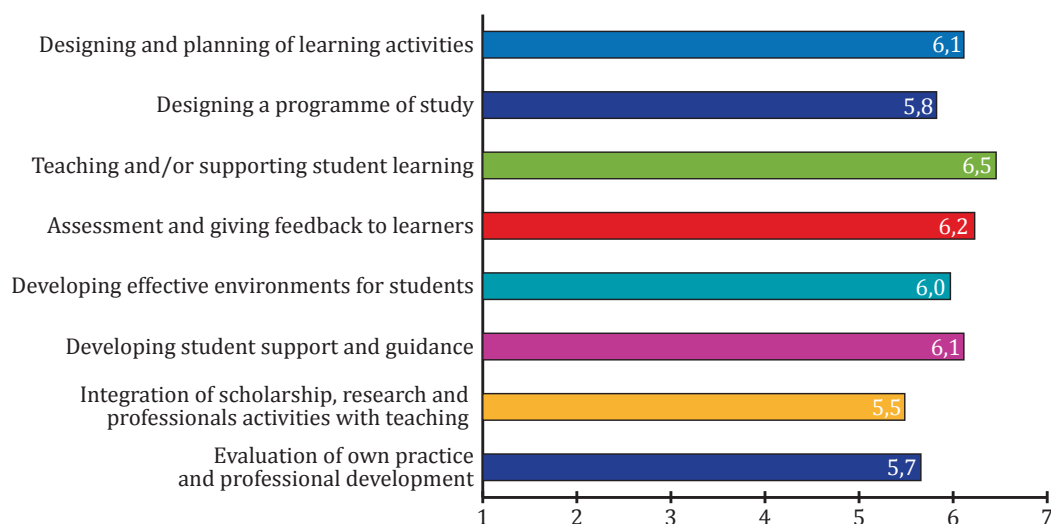 Designing and planning of learning activities
6,1
Designing a programme of study
5,8
Teaching and/or supporting student learning
6,5
Assessment and giving feedback to learners
6,2
Developing effective environments for students
6,0
Developing student support and guidance
6,1
Integration of scholarship, research and
professionals activities with teaching
5,5
Evaluation of own practice
and professional development
5,7
1 2 3 4 5 6 7